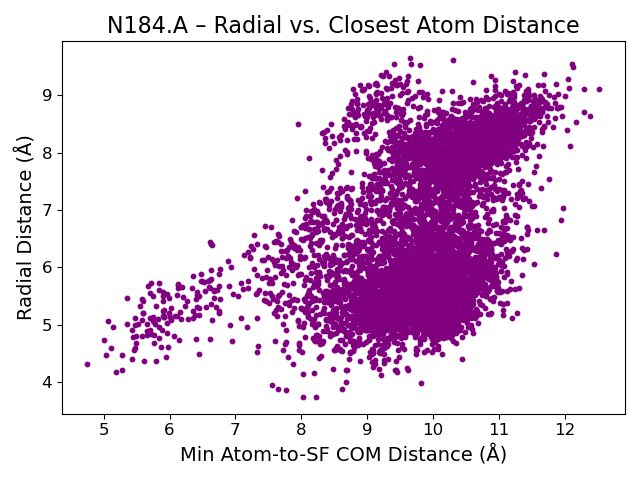 N184.A – Radial vs. Closest Atom Distance
Radial Distance (Å)
9
8
7
6
5
4
5 6 7 8 9 10 11 12
Min Atom-to-SF COM Distance (Å)